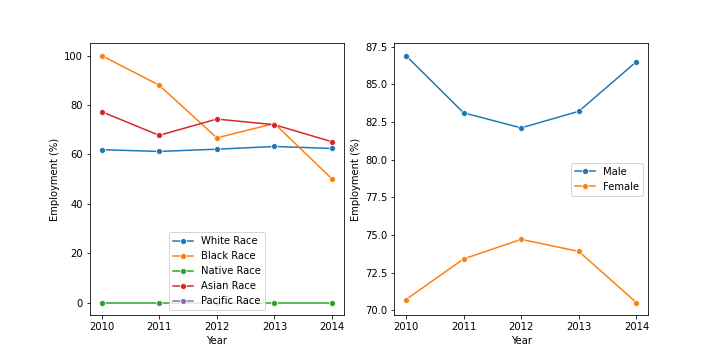 Employment (%)
100
80
60
40
20
0
White Race
Black Race
Native Race
Asian Race
Pacific Race
2010 2011 2012 2013 2014
Year
Employment (%)
87.5
85.0
82.5
80.0
77.5
75.0
72.5
70.0
Male
Female
2010 2011 2012 2013 2014
Year